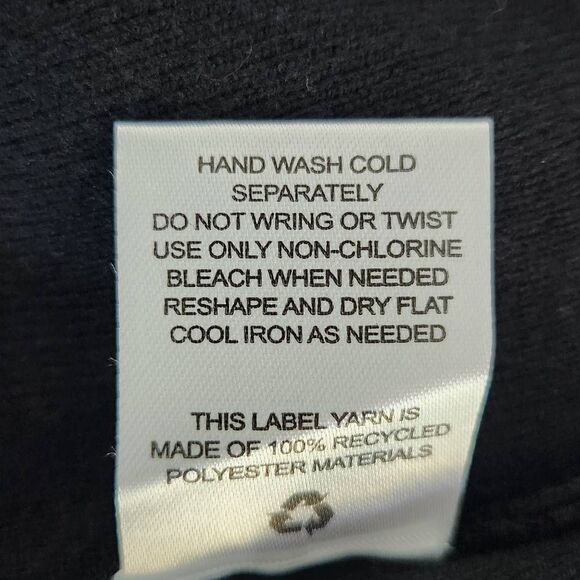 HAND WASH COLD
SEPARATELY
DO NOT WRING OR TWIST
USE ONLY NON-CHLORINE
BLEACH WHEN NEEDED
RESHAPE AND DRY FLAT
COOL IRON AS NEEDED
THIS LABEL YARN IS
MADE OF 100% RECYCLED
POLYESTER MATERIALS